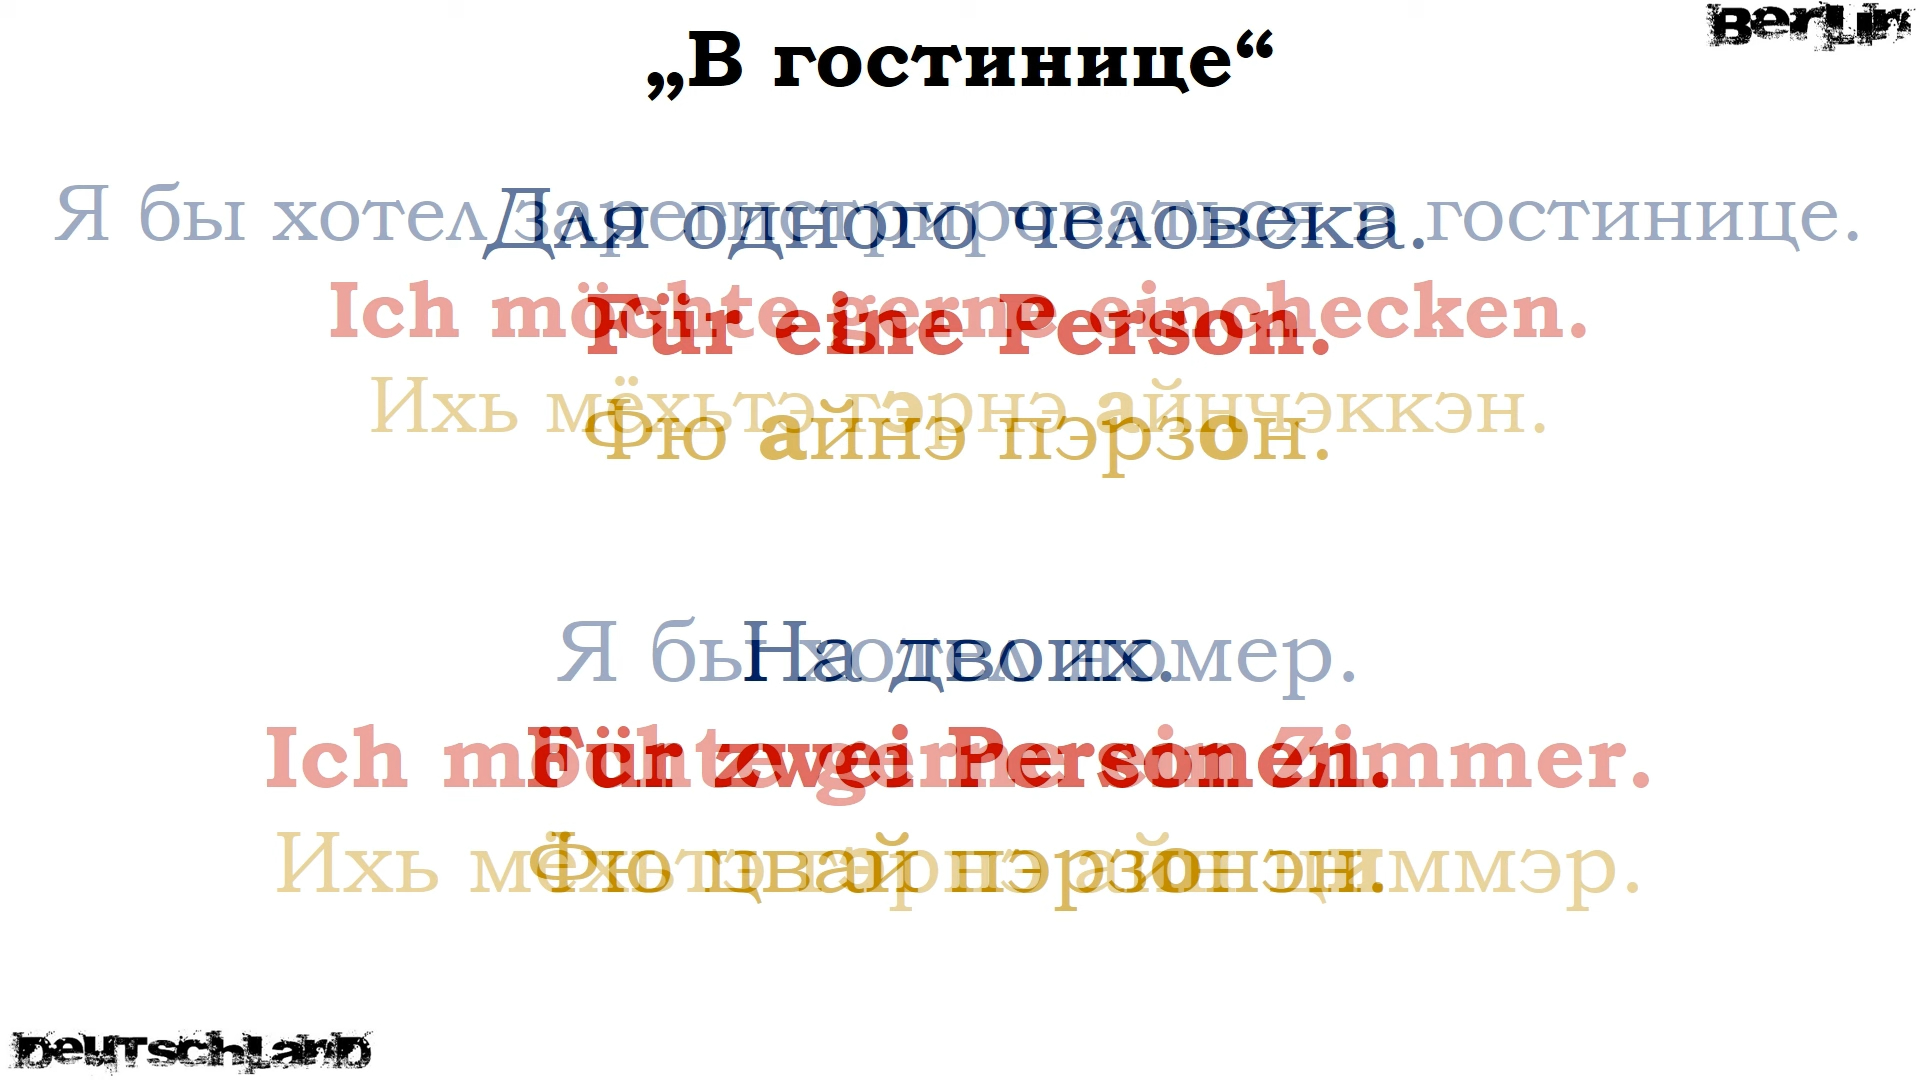 „В гостинице“
Berlin
Я бы хотел зарегистрироваться в гостинице.
Для одного человека.
Ich möchte gerne einchecken.
Für eine Person.
Ихь мёхьтэ гэрнэ айнчэккэн.
Фю айнэ пэрзон.
Я бы хотел номер.
На двоих.
Ich möchte gerne ein Zimmer.
Für zwei Personen.
Ихь мёхьтэ гэрнэ айн циммэр.
Фю цвай пэрзонэн.
Deutschland